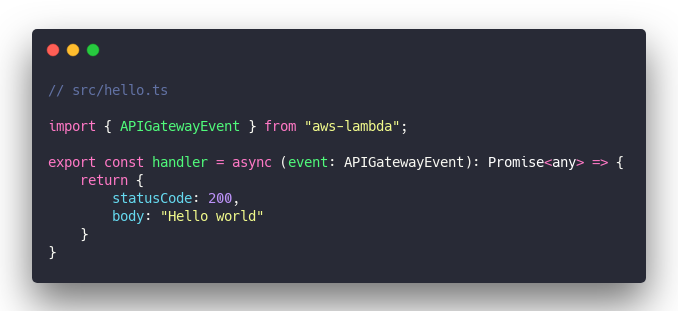 // src/hello.ts
import { APIGatewayEvent } from "aws-lambda";
export const handler = async (event: APIGatewayEvent): Promise<any> => {
    return {
        statusCode: 200,
        body: "Hello world"
    }
}